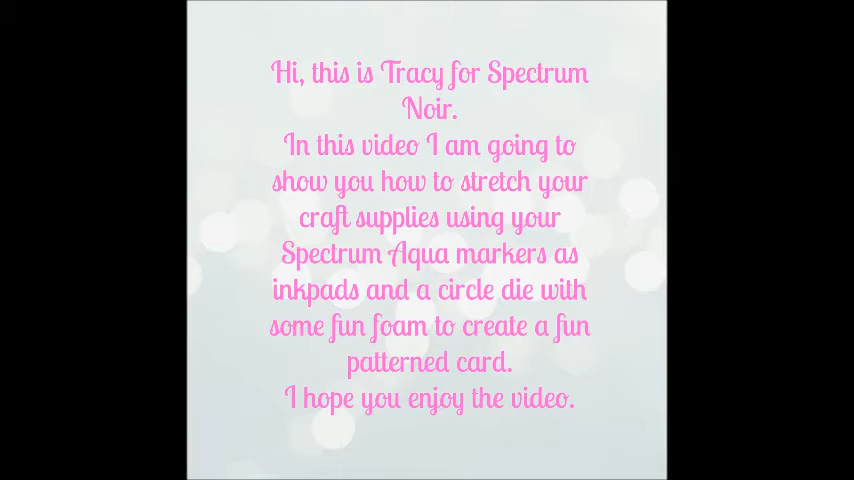 Hi, this is Tracy for Spectrum
Noir.
In this video I am going to
show you how to stretch your
craft supplies using your
Spectrum Aqua markers as
inkpads and a circle die with
some fun foam to create a fun
patterned card.
I hope you enjoy the video.